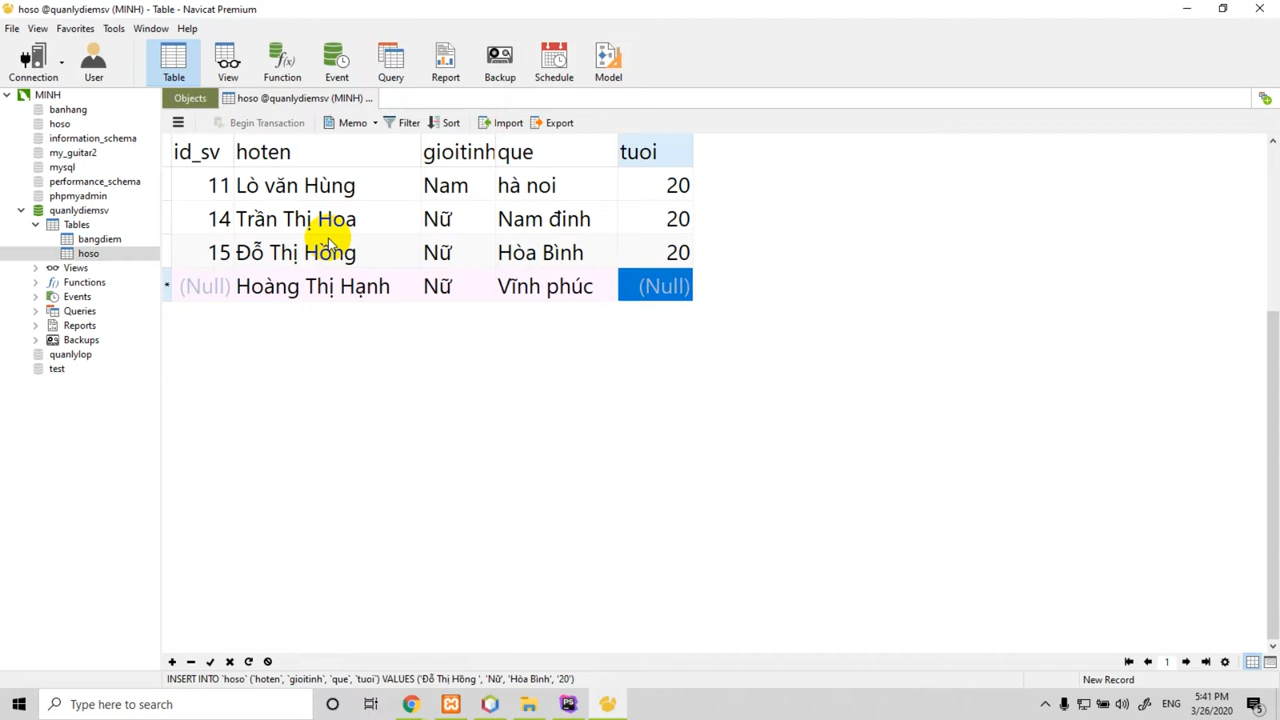 hoso @quanlydiemsv (MINH) - Table - Navicat Premium
File View Favorites Tools Window Help
Connection User Table View Function Event Query Report Backup Schedule Model
MINH
banhang
hoso
information_schema
my_guitar2
mysql
performance_schema
phpmyadmin
quanlydiemsv
Tables
bangdiem
hoso
Views
Functions
Events
Queries
Reports
Backups
quanlylop
test
Objects hoso @quanlydiemsv (MINH) ...
Begin Transaction Memo Filter Sort Import Export
id_sv hoten gioitinh que tuoi
11 Lò văn Hùng Nam hà noi 20
14 Trần Thị Hoa Nữ Nam đinh 20
15 Đỗ Thị Hồng Nữ Hòa Bình 20
* (Null) Hoàng Thị Hạnh Nữ Vĩnh phúc (Null)
1
INSERT INTO `hoso` (`hoten`, `gioitinh`, `que`, `tuoi`) VALUES ('Đỗ Thị Hồng ', 'Nữ', 'Hòa Bình', '20')
New Record
Type here to search
ENG
5:41 PM
3/26/2020
5